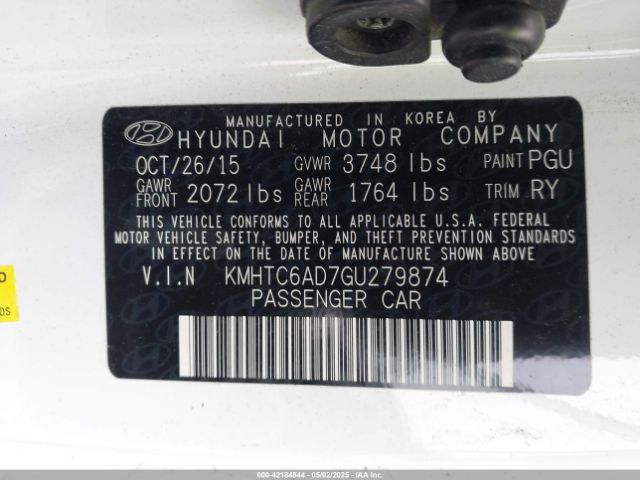 MANUFACTURED IN KOREA BY
HYUNDAI MOTOR COMPANY
OCT/26/15 GVWR 3748 lbs PAINT PGU
GAWR FRONT 2072 lbs GAWR REAR 1764 lbs TRIM RY
THIS VEHICLE CONFORMS TO ALL APPLICABLE U.S.A. FEDERAL
MOTOR VEHICLE SAFETY, BUMPER, AND THEFT PREVENTION STANDARDS
IN EFFECT ON THE DATE OF MANUFACTURE SHOWN ABOVE.
V.I.N KMHTC6AD7GU279874
PASSENGER CAR
D
DS
000-42184844 - 05/02/2025 - IAAI.COM